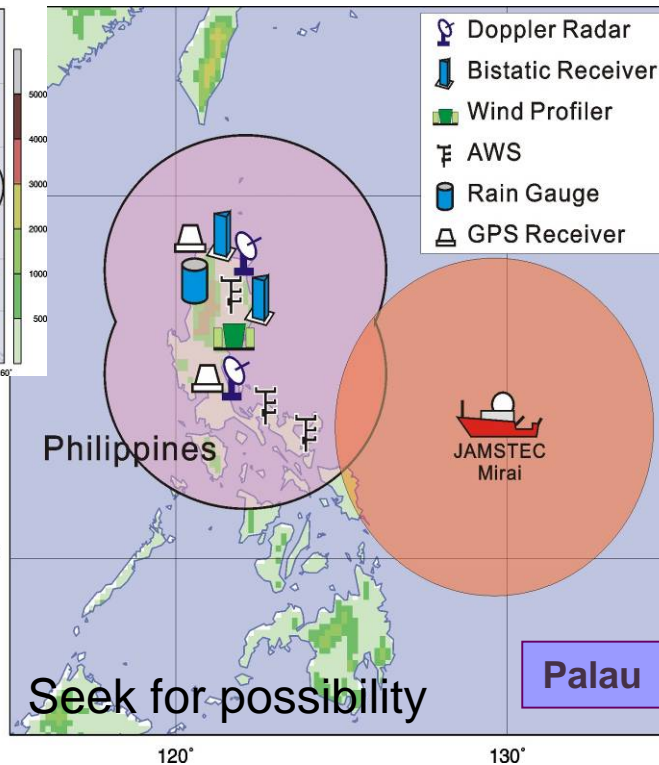 Doppler Radar
Bistatic Receiver
Wind Profiler
AWS
Rain Gauge
GPS Receiver
5000
4000
3000
2000
1000
500
60°
Philippines
JAMSTEC
Mirai
Seek for possibility
Palau
120°
130°